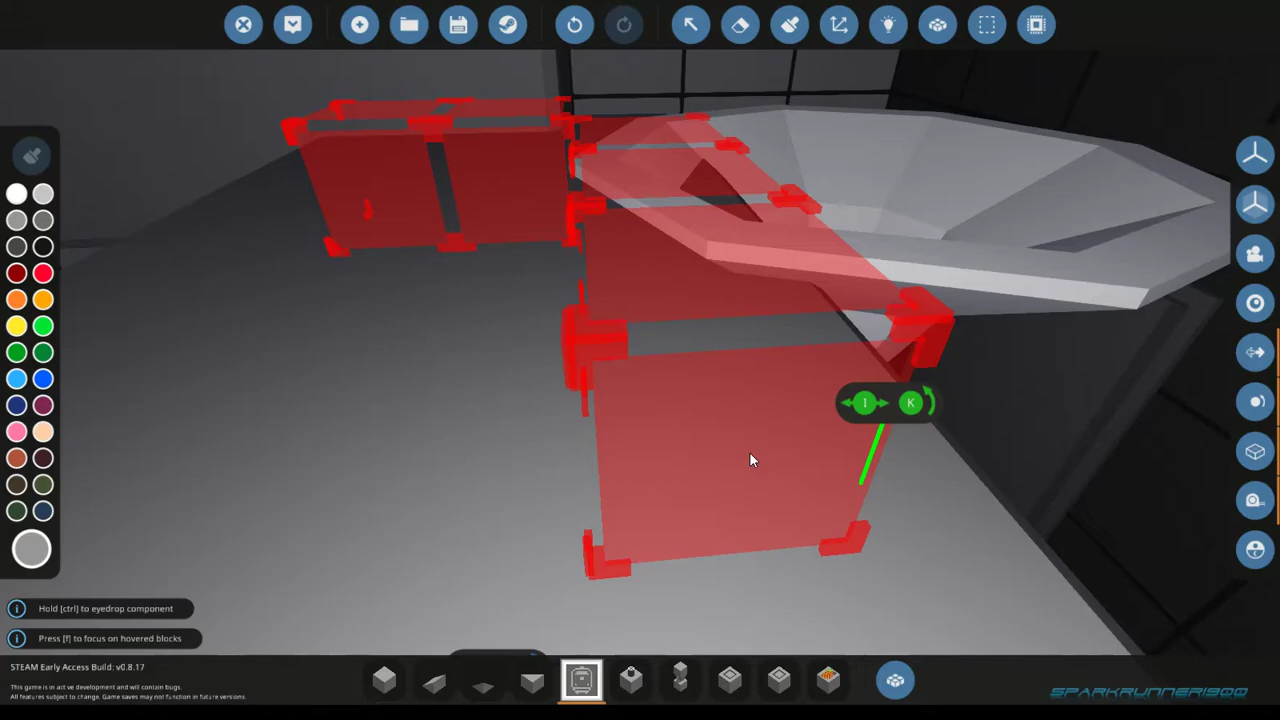 I K
Hold [ctrl] to eyedrop component
Press [f] to focus on hovered blocks
STEAM Early Access Build: v0.8.17
This game is in active development and will contain bugs.
All features subject to change. Game saves may not function in future versions.
SPARKRUNNER1900